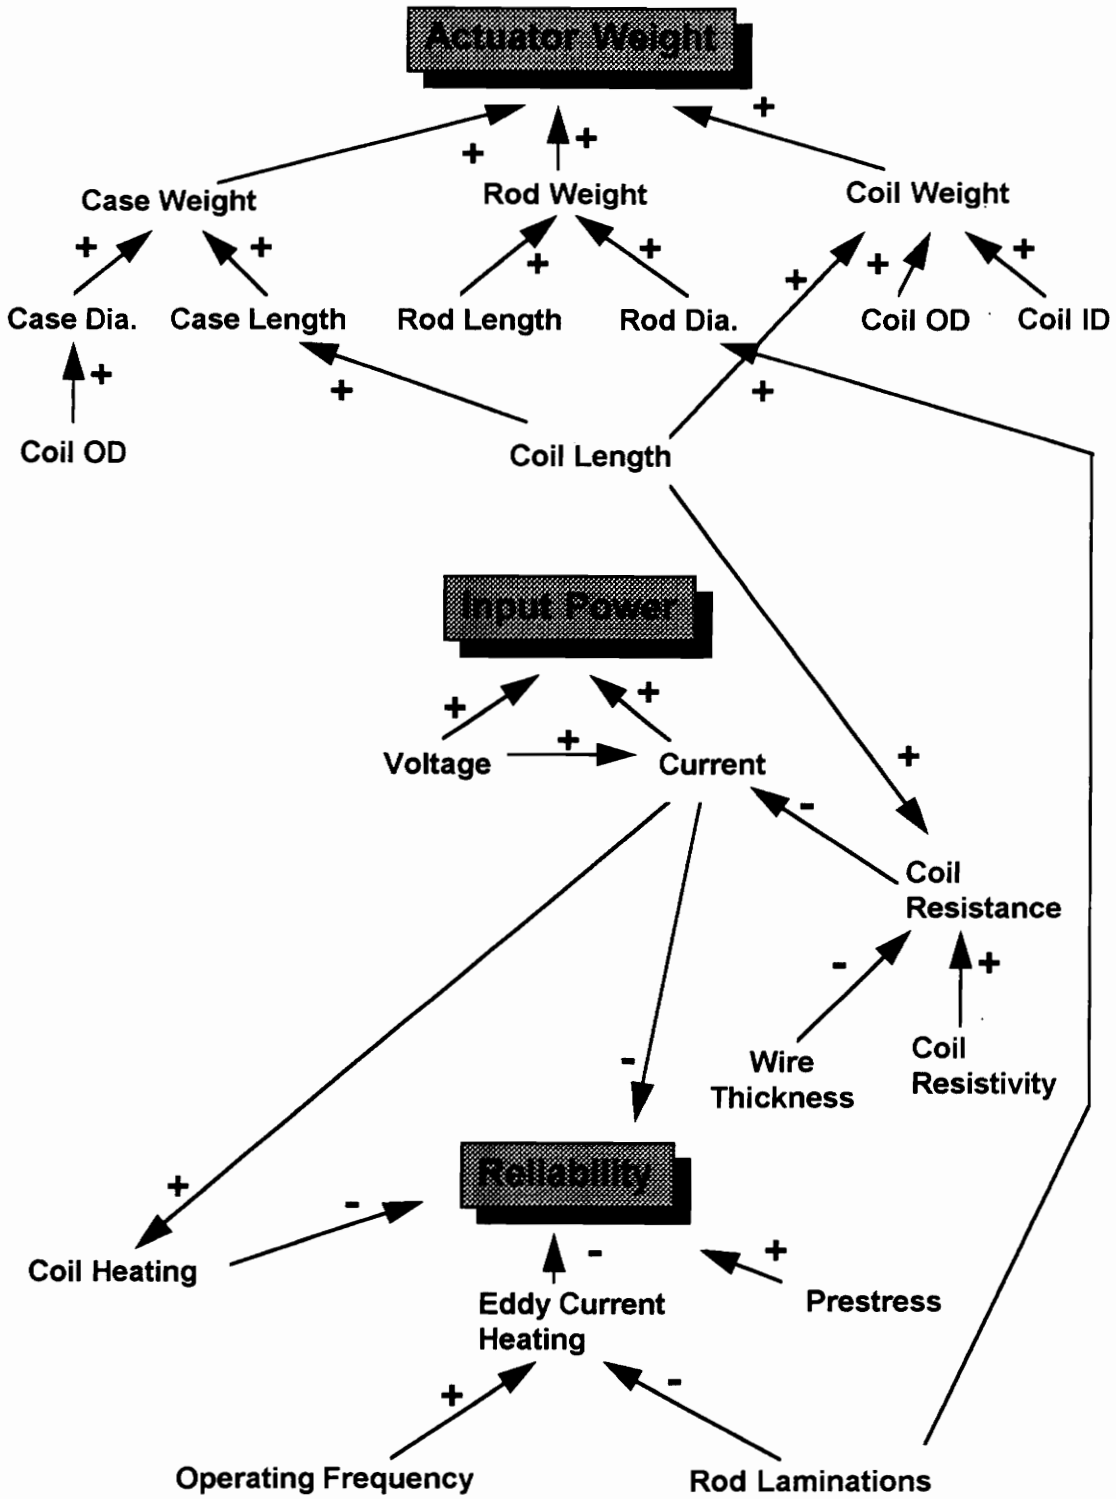 Actuator Weight
+
+
+
Case Weight
Rod Weight
Coil Weight
+
+
+
+
+
+
+
Case Dia.
Case Length
Rod Length
Rod Dia.
Coil OD
Coil ID
+
+
+
Coil OD
Coil Length
Input Power
+
+
+
+
Voltage
Current
-
Coil
Resistance
-
+
Wire
Thickness
Coil
Resistivity
-
Reliability
+
-
-
+
Coil Heating
Eddy Current
Heating
Prestress
+
-
Operating Frequency
Rod Laminations